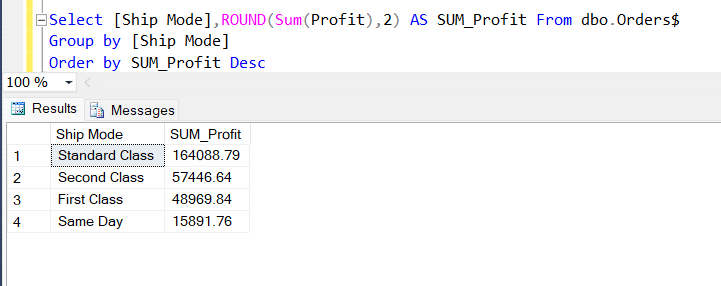 Select [Ship Mode],ROUND(Sum(Profit),2) AS SUM_Profit From dbo.Orders$
Group by [Ship Mode]
Order by SUM_Profit Desc
100 %
Results Messages
Ship Mode SUM_Profit
1 Standard Class 164088.79
2 Second Class 57446.64
3 First Class 48969.84
4 Same Day 15891.76